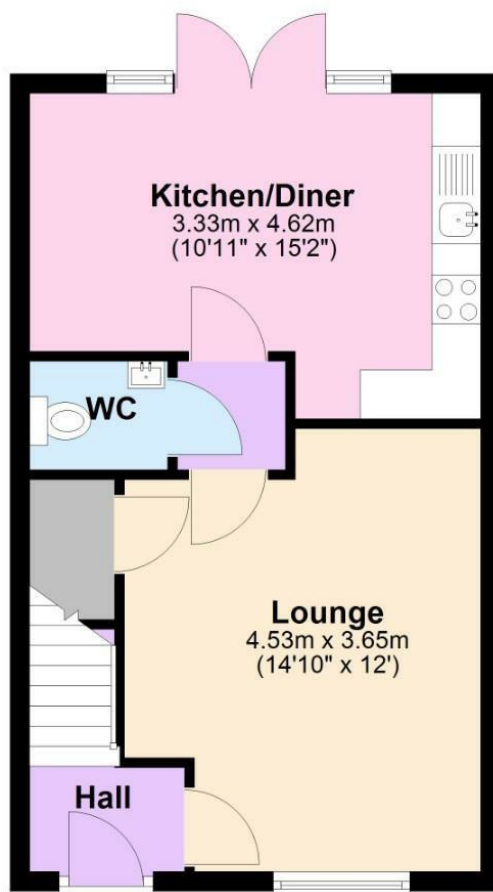 Kitchen/Diner
3.33m x 4.62m
(10'11" x 15'2")
WC
Lounge
4.53m x 3.65m
(14'10" x 12')
Hall